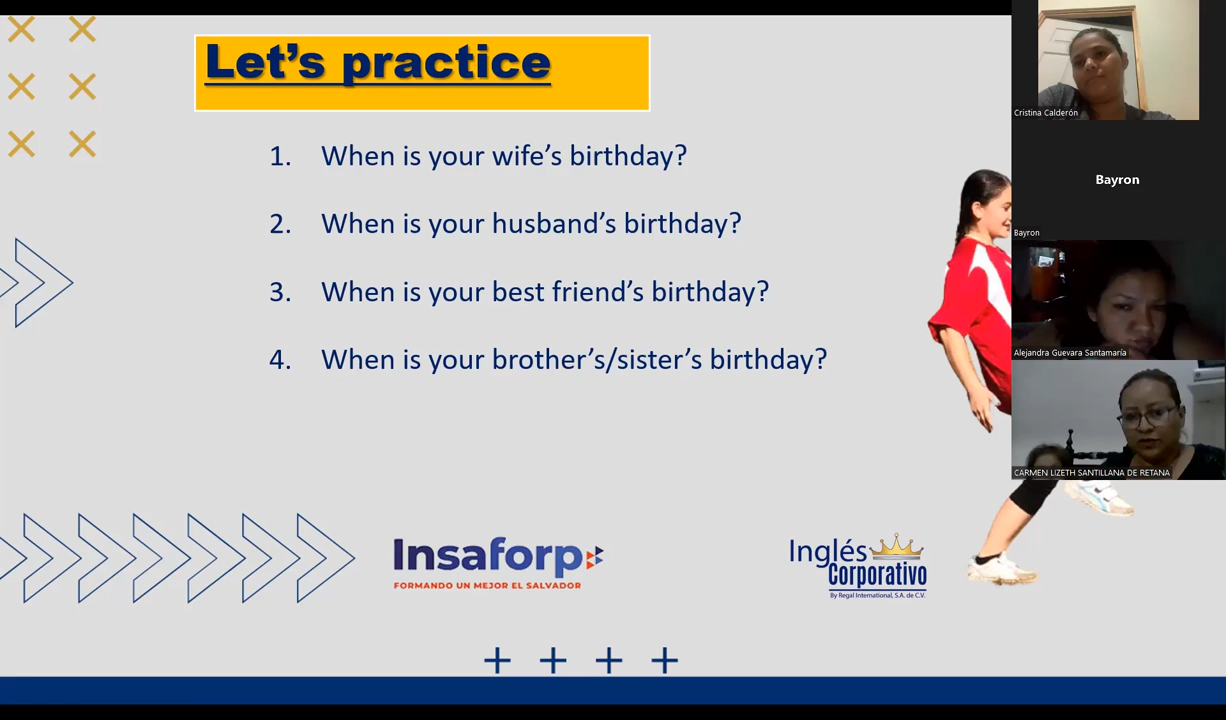 Let's practice
1. When is your wife's birthday?
2. When is your husband's birthday?
3. When is your best friend's birthday?
4. When is your brother's/sister's birthday?
Insaforp
FORMANDO UN MEJOR EL SALVADOR
Inglés
Corporativo
By Regal International, S.A. de C.V.
Cristina Calderón
Bayron
Bayron
Alejandra Guevara Santamaría
CARMEN LIZETH SANTILLANA DE RETANA